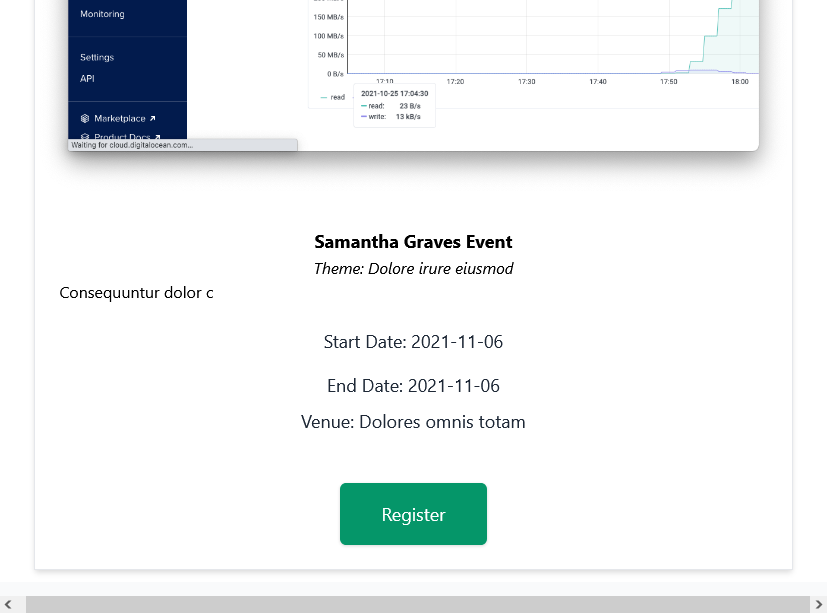 Monitoring
150 MB/s
100 MB/s
50 MB/s
0 B/s
Settings
API
17:10 17:20 17:30 17:40 17:50 18:00
read
2021-10-25 17:04:30
read: 23 B/s
write: 13 kB/s
Marketplace
Product Docs
Waiting for cloud.digitalocean.com...
Samantha Graves Event
Theme: Dolore irure eiusmod
Consequuntur dolor c
Start Date: 2021-11-06
End Date: 2021-11-06
Venue: Dolores omnis totam
Register